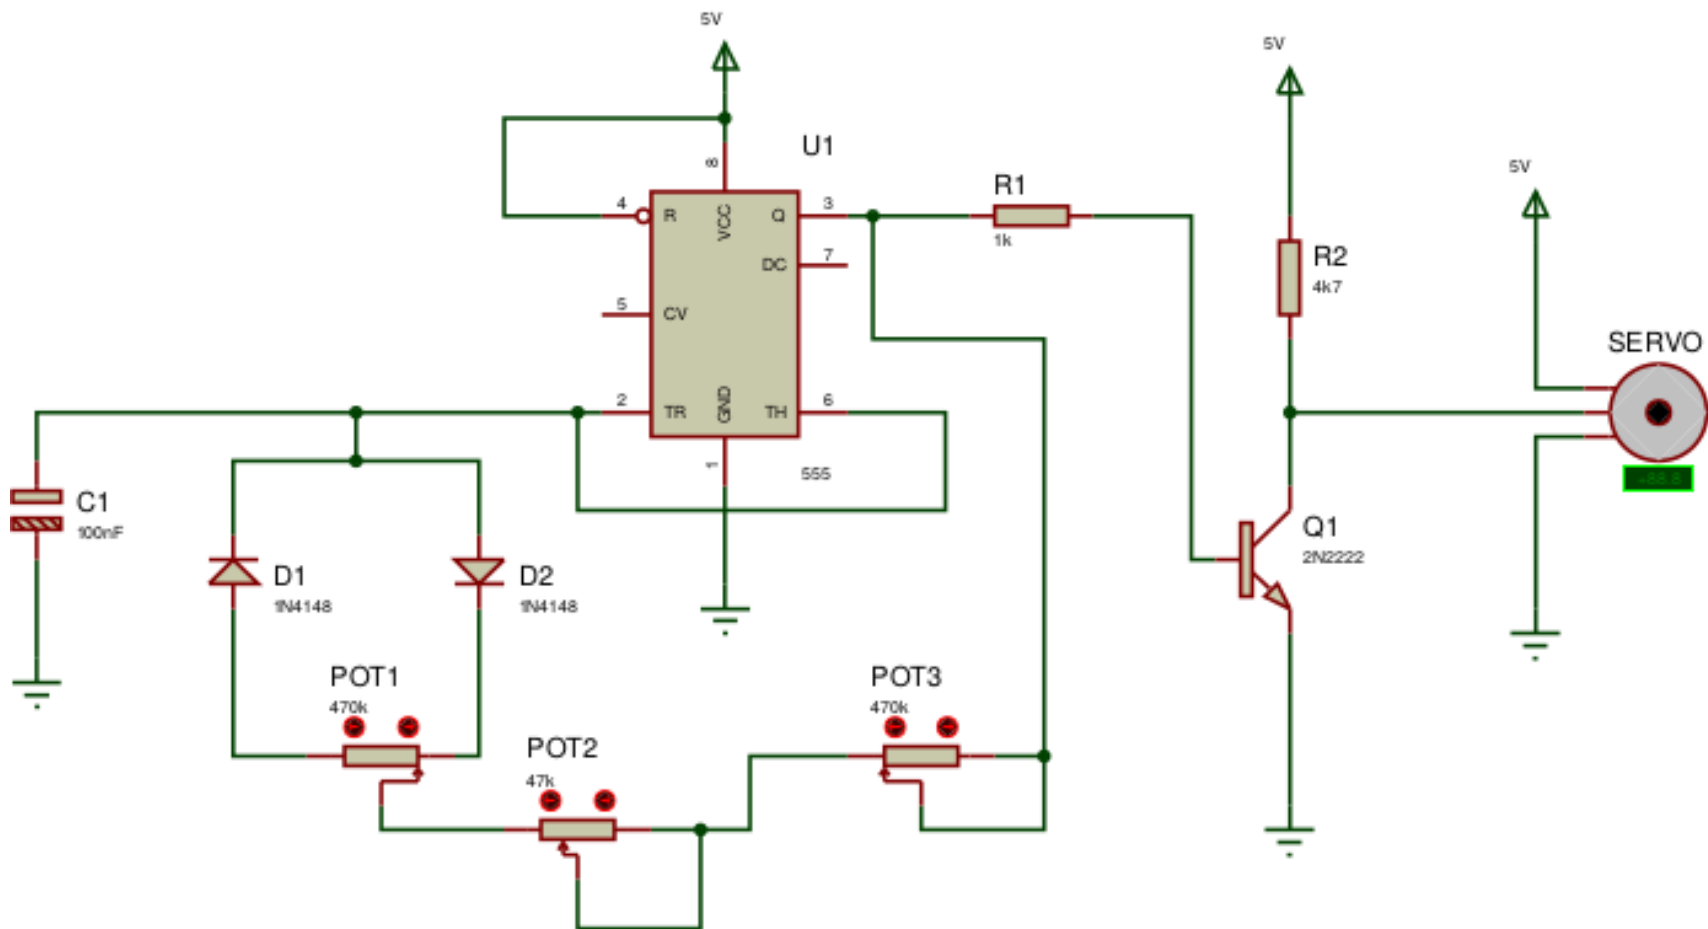 5V
5V
U1
8
5V
4
R
VCC
Q
3
R1
1k
DC
7
R2
4k7
5
CV
SERVO
2
TR
GND
TH
6
1
555
+88.8
C1
100nF
Q1
2N2222
D1
1N4148
D2
1N4148
POT1
470k
POT3
470k
POT2
47k